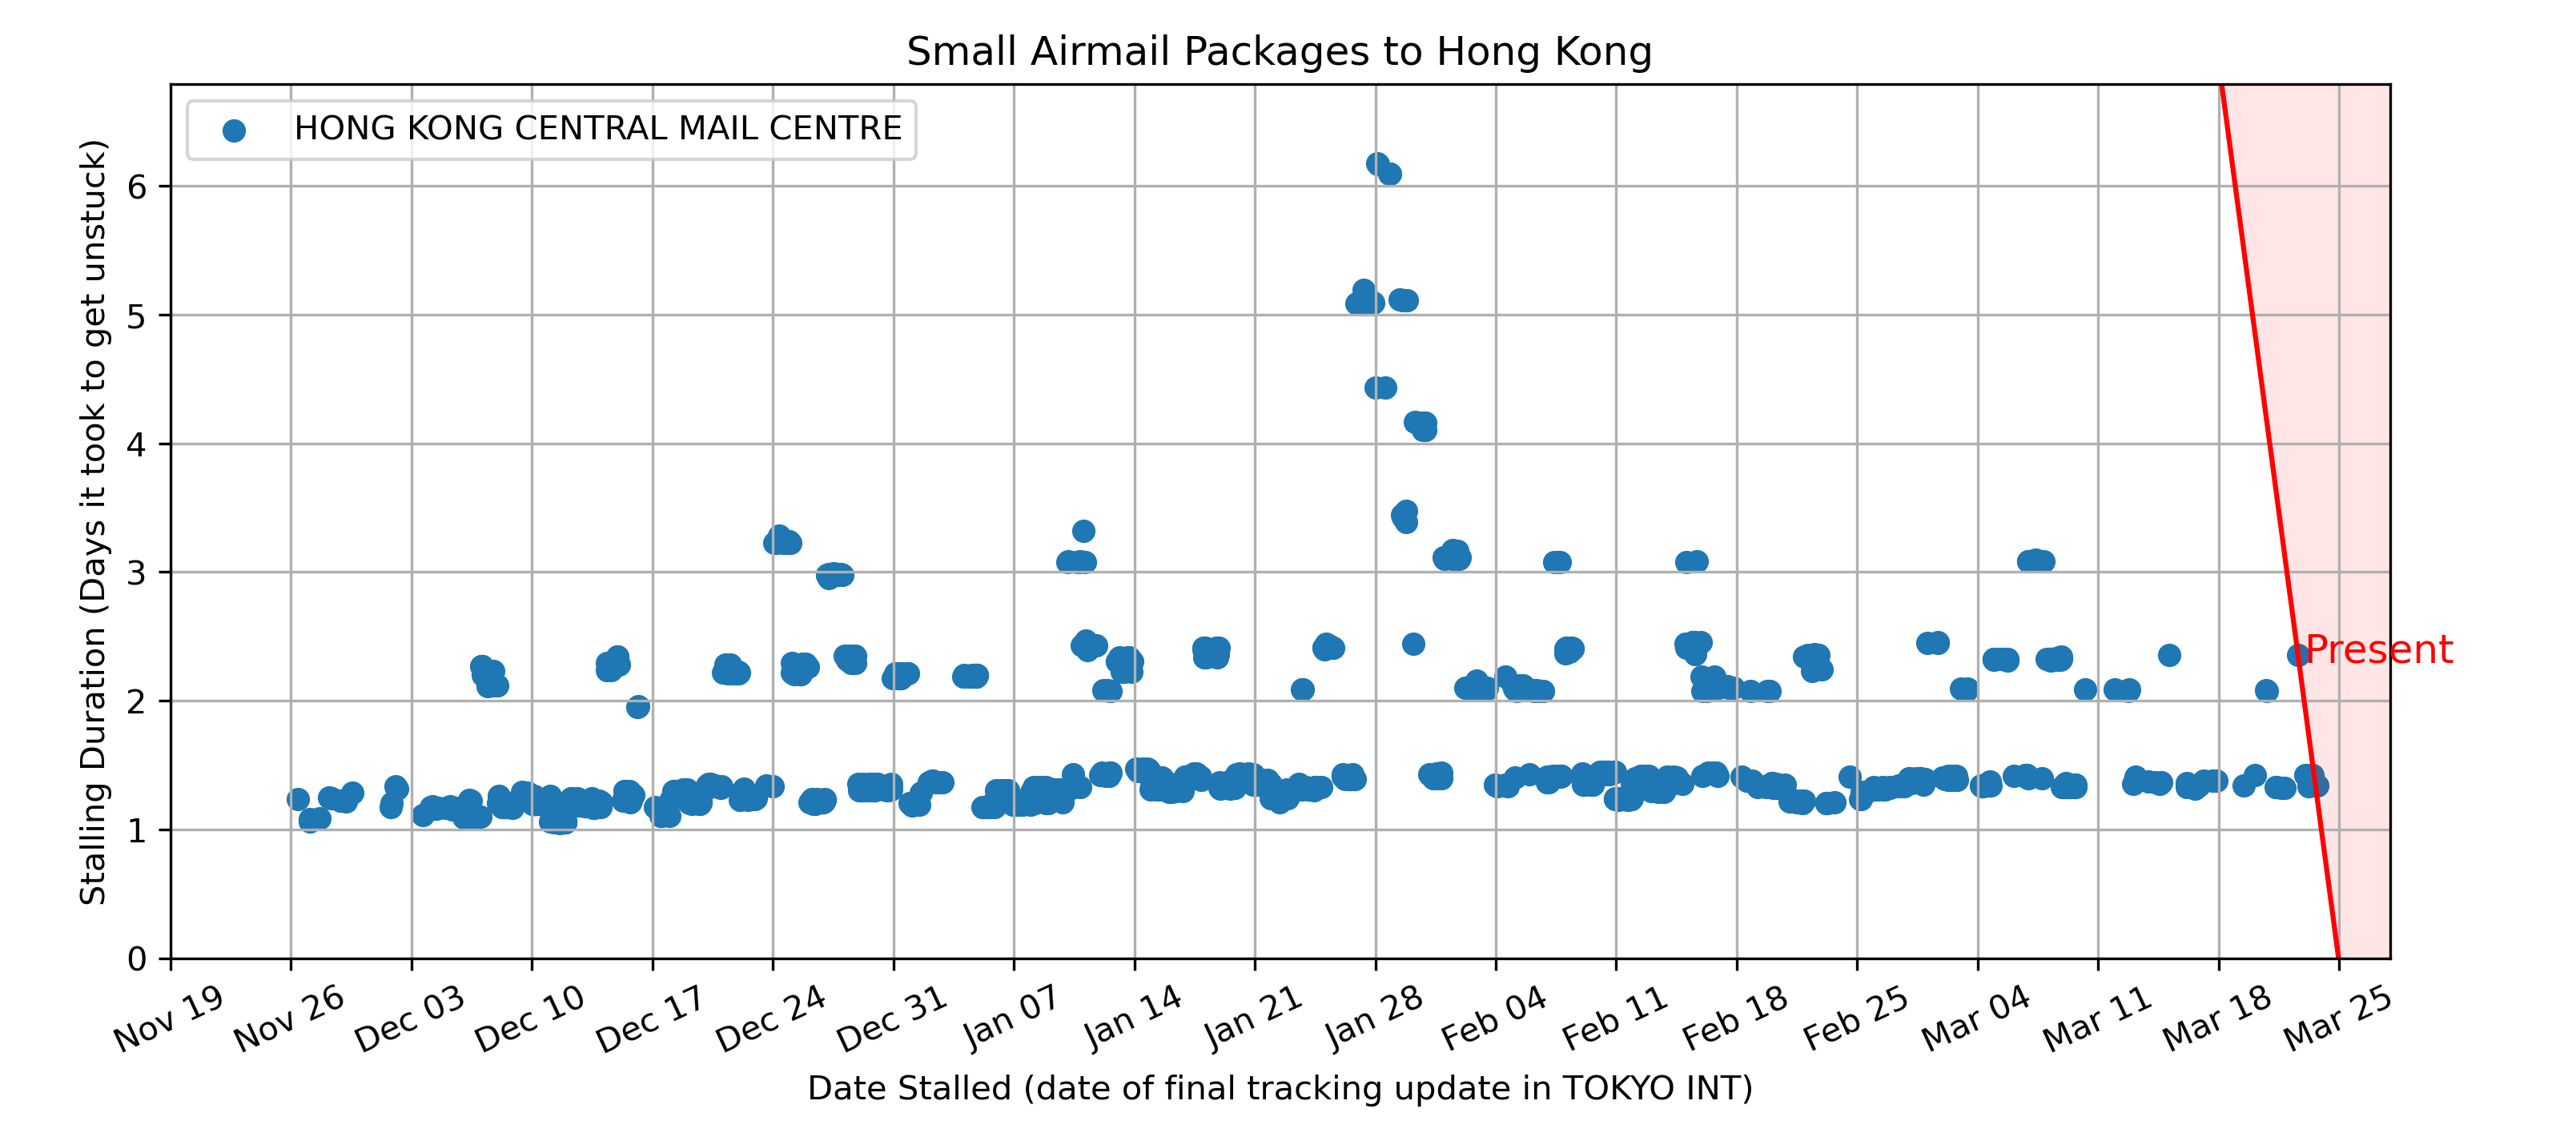 Small Airmail Packages to Hong Kong
HONG KONG CENTRAL MAIL CENTRE
Stalling Duration (Days it took to get unstuck)
6
5
4
3
2
1
0
Present
Nov 19
Nov 26
Dec 03
Dec 10
Dec 17
Dec 24
Dec 31
Jan 07
Jan 14
Jan 21
Jan 28
Feb 04
Feb 11
Feb 18
Feb 25
Mar 04
Mar 11
Mar 18
Mar 25
Date Stalled (date of final tracking update in TOKYO INT)